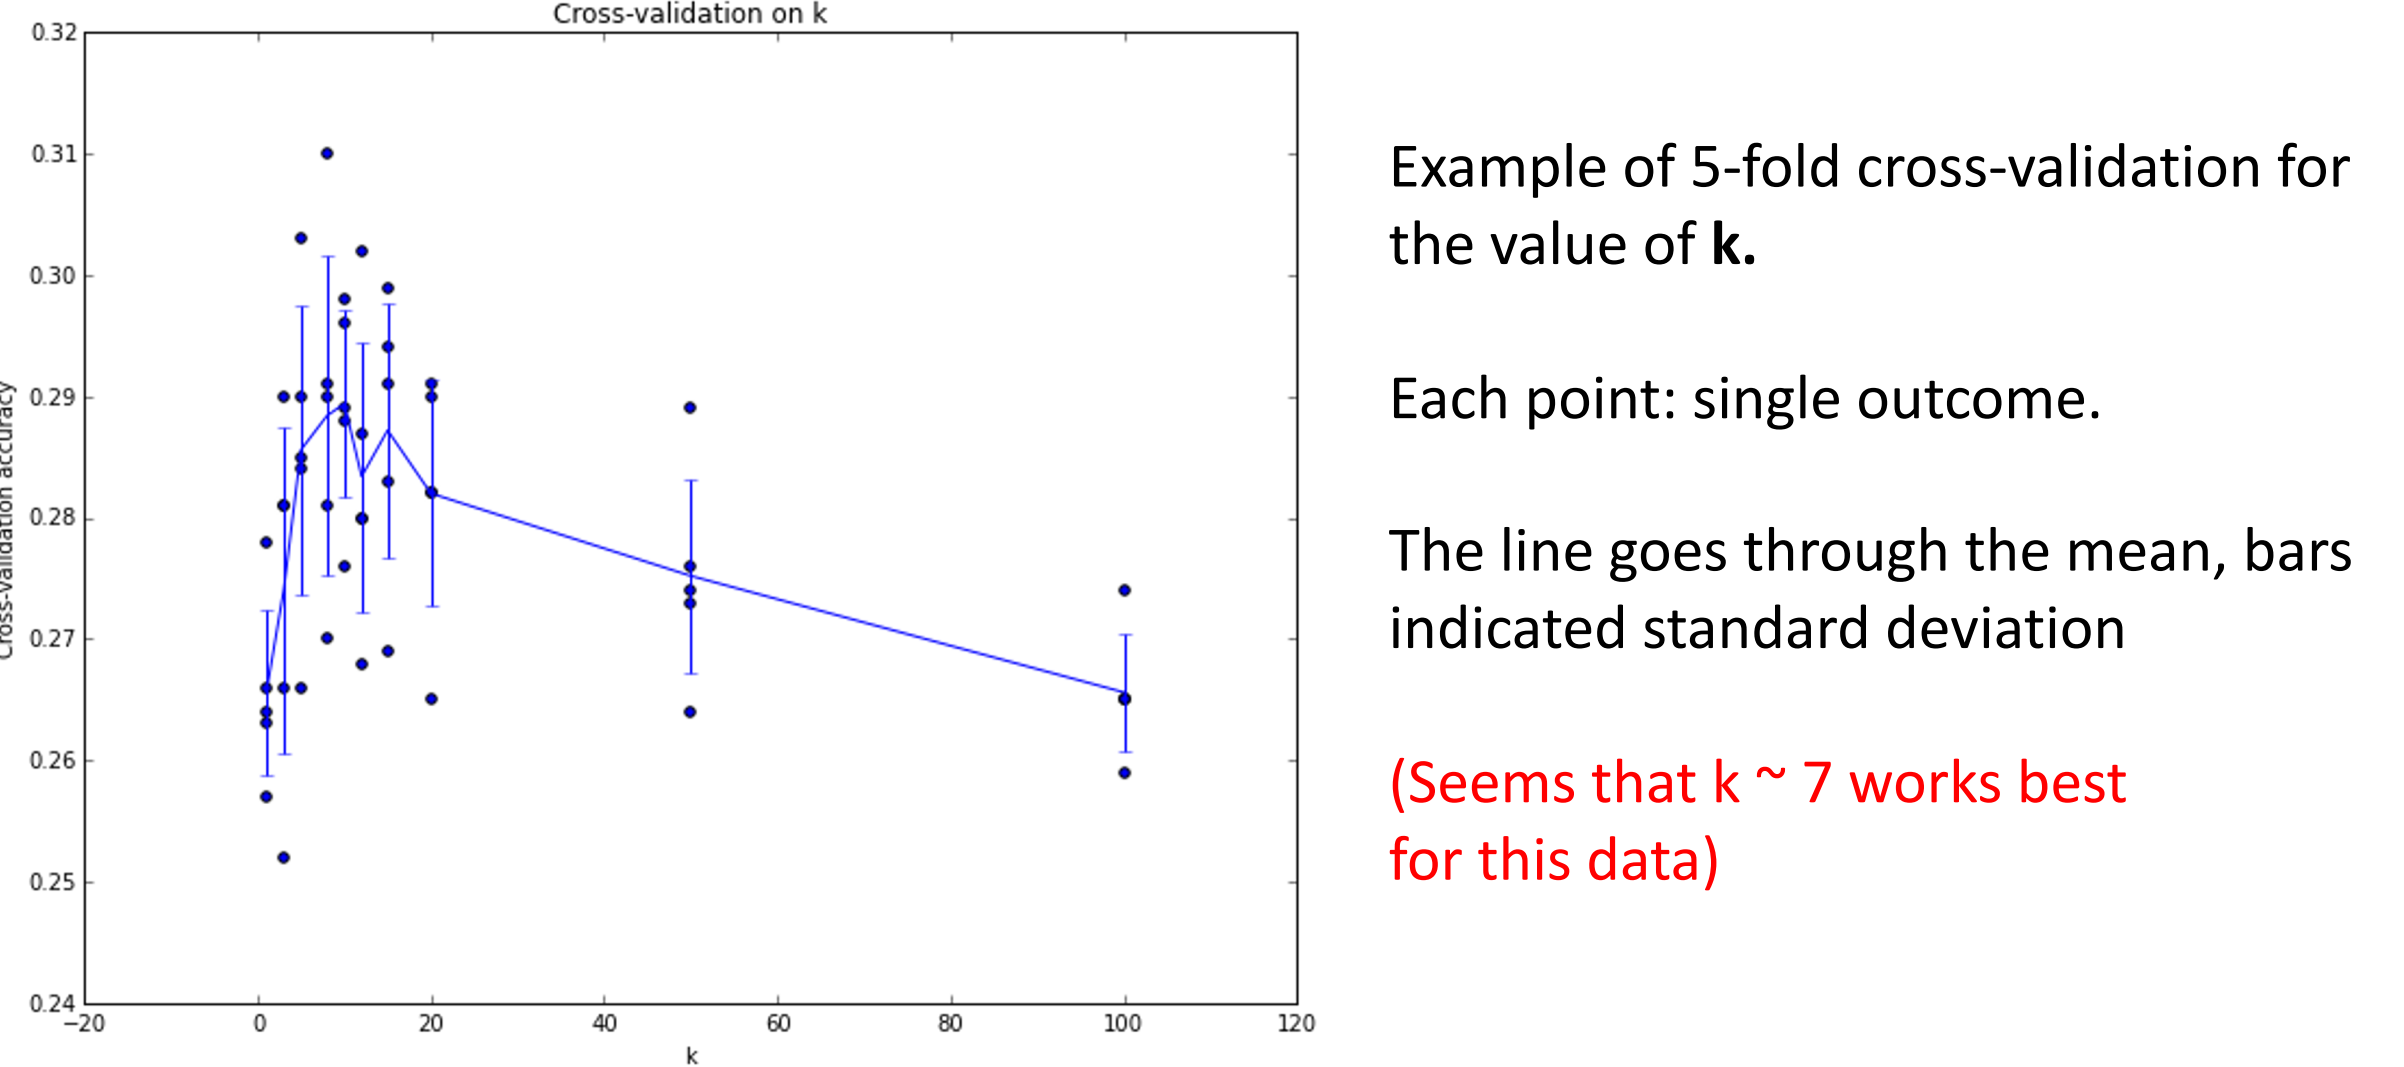 Cross-validation on k
0.32
0.31
0.30
0.29
0.28
0.27
0.26
0.25
0.24
Cross-validation accuracy
−20
0
20
40
60
80
100
120
k
Example of 5-fold cross-validation for
the value of k.
Each point: single outcome.
The line goes through the mean, bars
indicated standard deviation
(Seems that k ~ 7 works best
for this data)